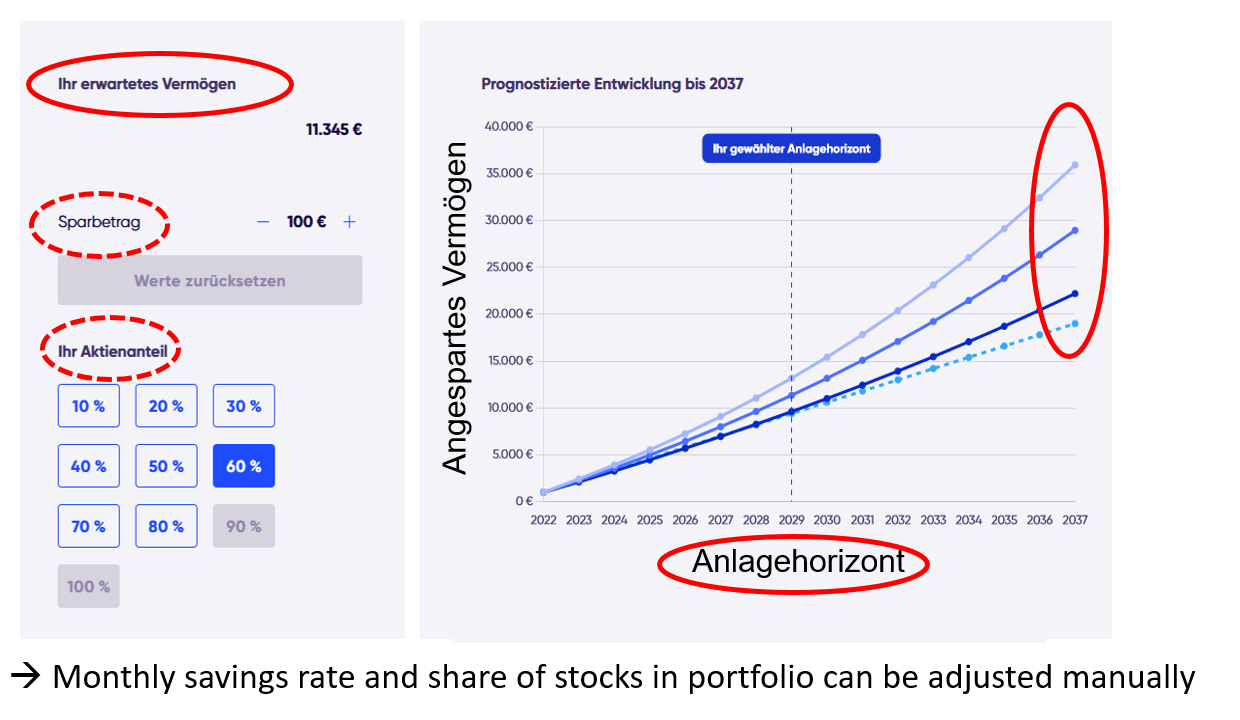 Ihr erwartetes Vermögen
11.345 €
Sparbetrag
− 100 € +
Werte zurücksetzen
Ihr Aktienanteil
10 % 20 % 30 %
40 % 50 % 60 %
70 % 80 % 90 %
100 %
Prognostizierte Entwicklung bis 2037
Ihr gewählter Anlagehorizont
Angespartes Vermögen
40.000 €
35.000 €
30.000 €
25.000 €
20.000 €
15.000 €
10.000 €
5.000 €
0 €
2022 2023 2024 2025 2026 2027 2028 2029 2030 2031 2032 2033 2034 2035 2036 2037
Anlagehorizont
→ Monthly savings rate and share of stocks in portfolio can be adjusted manually